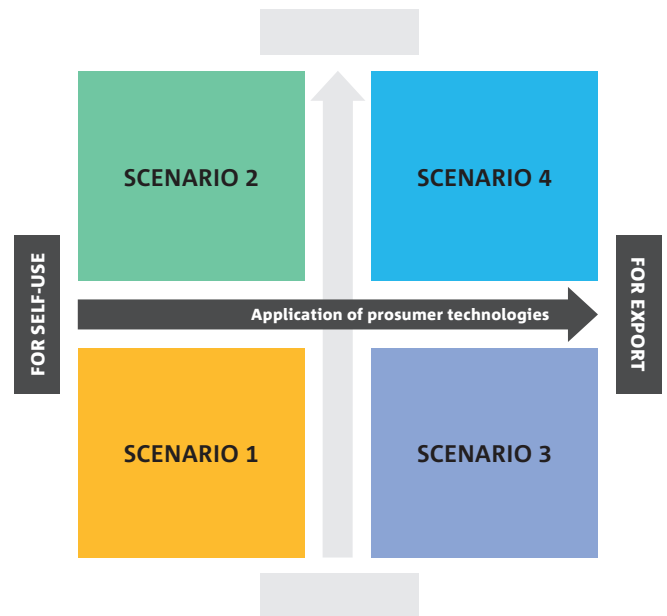 SCENARIO 2
SCENARIO 4
FOR SELF-USE
Application of prosumer technologies
FOR EXPORT
SCENARIO 1
SCENARIO 3